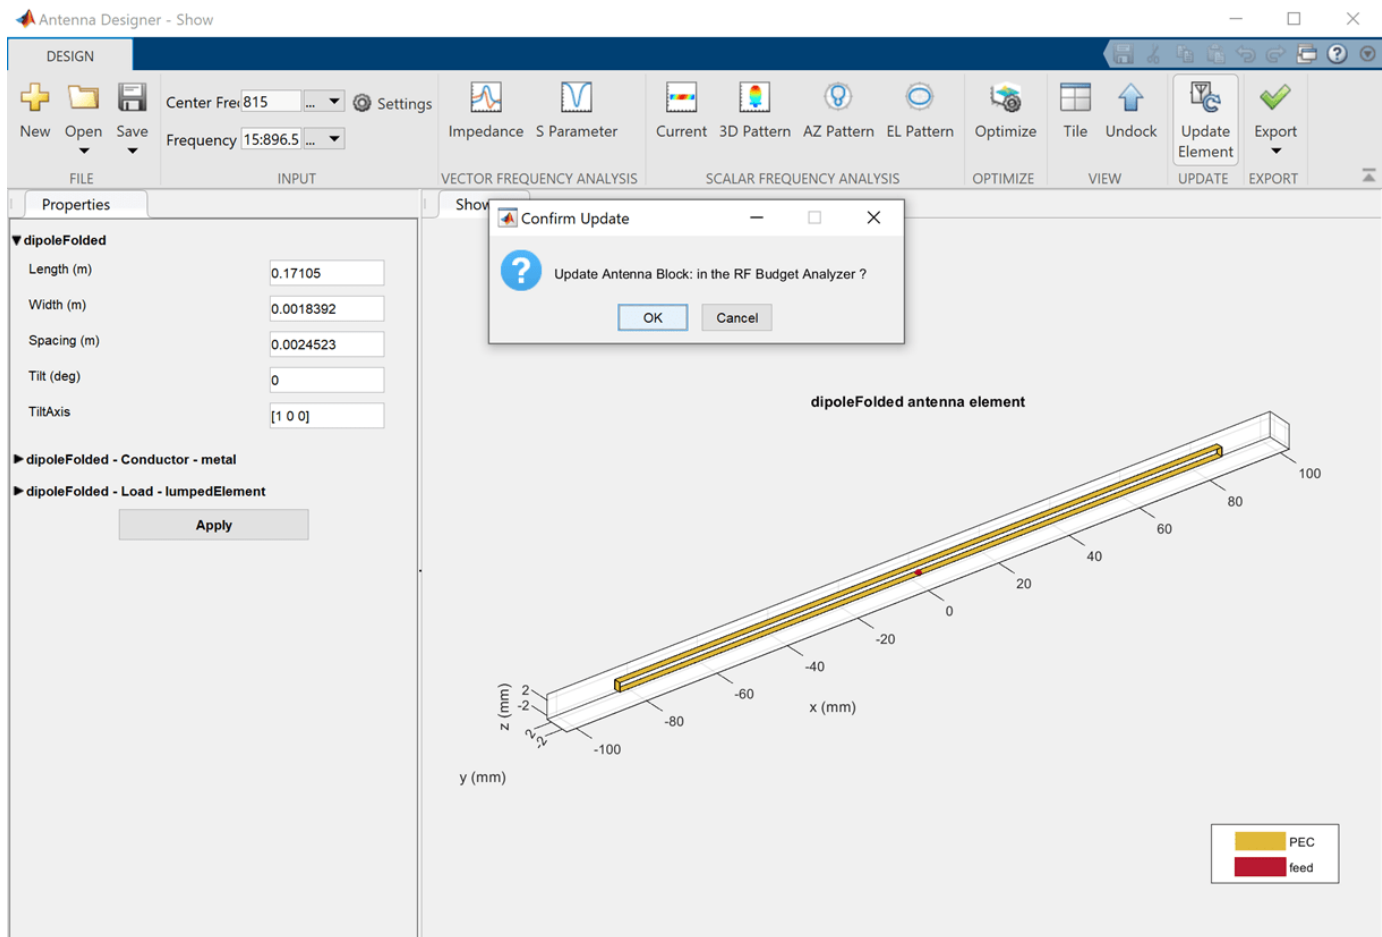 Antenna Designer - Show
DESIGN
New
Open
Save
FILE
Center Fre 815 ...
Settings
Frequency 15:896.5 ...
INPUT
Impedance S Parameter
VECTOR FREQUENCY ANALYSIS
Current 3D Pattern AZ Pattern EL Pattern
SCALAR FREQUENCY ANALYSIS
Optimize
OPTIMIZE
Tile Undock
VIEW
Update
Element
UPDATE
Export
EXPORT
Properties
dipoleFolded
Length (m) 0.17105
Width (m) 0.0018392
Spacing (m) 0.0024523
Tilt (deg) 0
TiltAxis [1 0 0]
dipoleFolded - Conductor - metal
dipoleFolded - Load - lumpedElement
Apply
Show
Confirm Update
Update Antenna Block: in the RF Budget Analyzer ?
OK Cancel
dipoleFolded antenna element
100
80
60
40
20
0
-20
-40
-60
-80
-100
x (mm)
z (mm)
2
-2
2
-2
y (mm)
PEC
feed